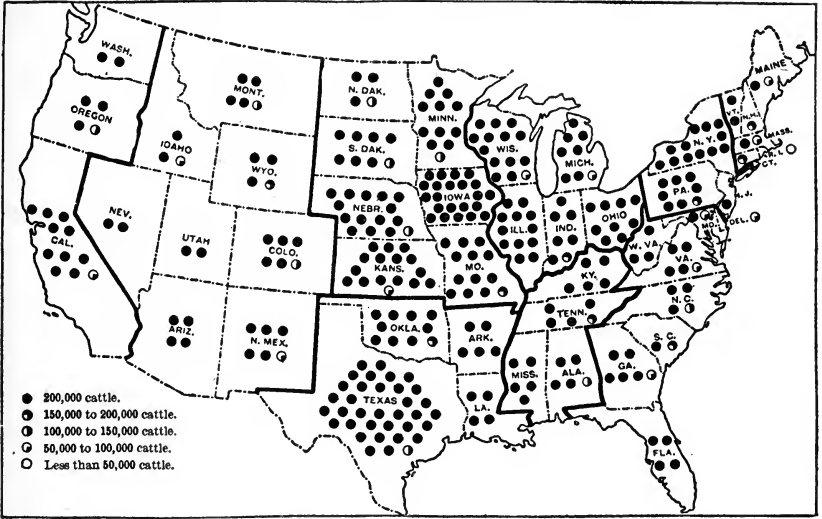 WASH.
OREGON
CAL.
IDAHO
NEV.
MONT.
WYO.
UTAH
COLO.
ARIZ.
N. MEX.
N. DAK.
S. DAK.
NEBR.
KANS.
OKLA.
TEXAS
MINN.
IOWA
MO.
ARK.
LA.
WIS.
ILL.
MICH.
IND.
OHIO
KY.
TENN.
MISS.
ALA.
GA.
FLA.
S. C.
N. C.
VA.
W. VA.
MD.
DEL.
N. J.
PA.
N. Y.
VT.
N.H.
MAINE
MASS.
R. I.
CT.
200,000 cattle.
150,000 to 200,000 cattle.
100,000 to 150,000 cattle.
50,000 to 100,000 cattle.
Less than 50,000 cattle.